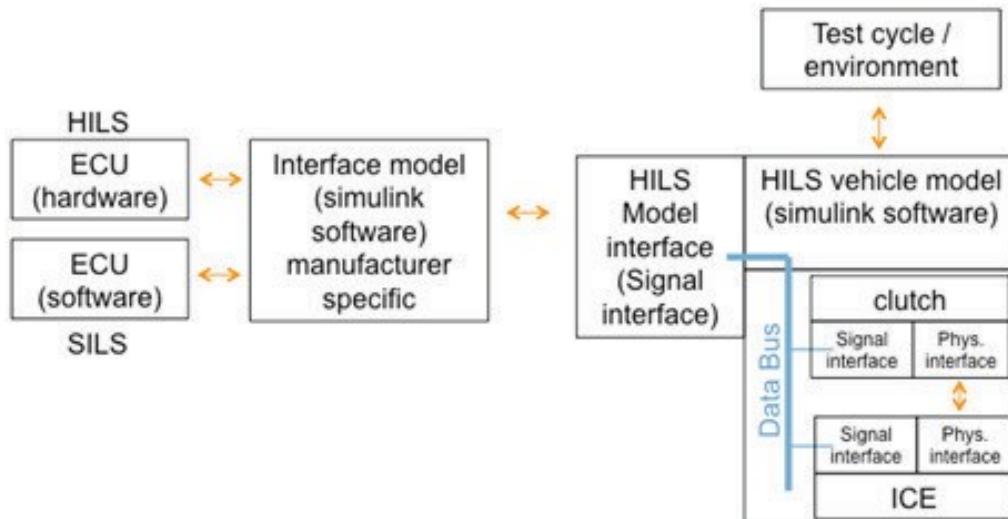 HILS
ECU
(hardware)
ECU
(software)
SILS
Interface model
(simulink
software)
manufacturer
specific
HILS
Model
interface
(Signal
interface)
Test cycle /
environment
HILS vehicle model
(simulink software)
Data Bus
clutch
Signal
interface
Phys.
interface
Signal
interface
Phys.
interface
ICE